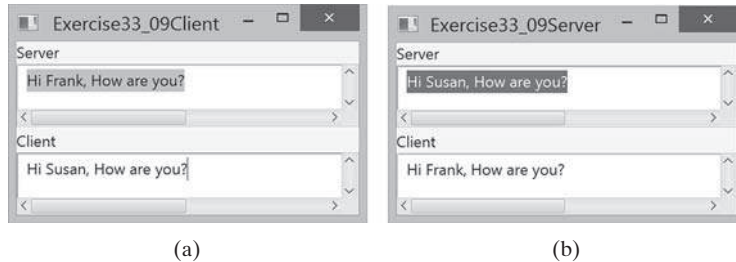 Exercise33_09Client
Server
Hi Frank, How are you?
Client
Hi Susan, How are you?
(a)
Exercise33_09Server
Server
Hi Susan, How are you?
Client
Hi Frank, How are you?
(b)